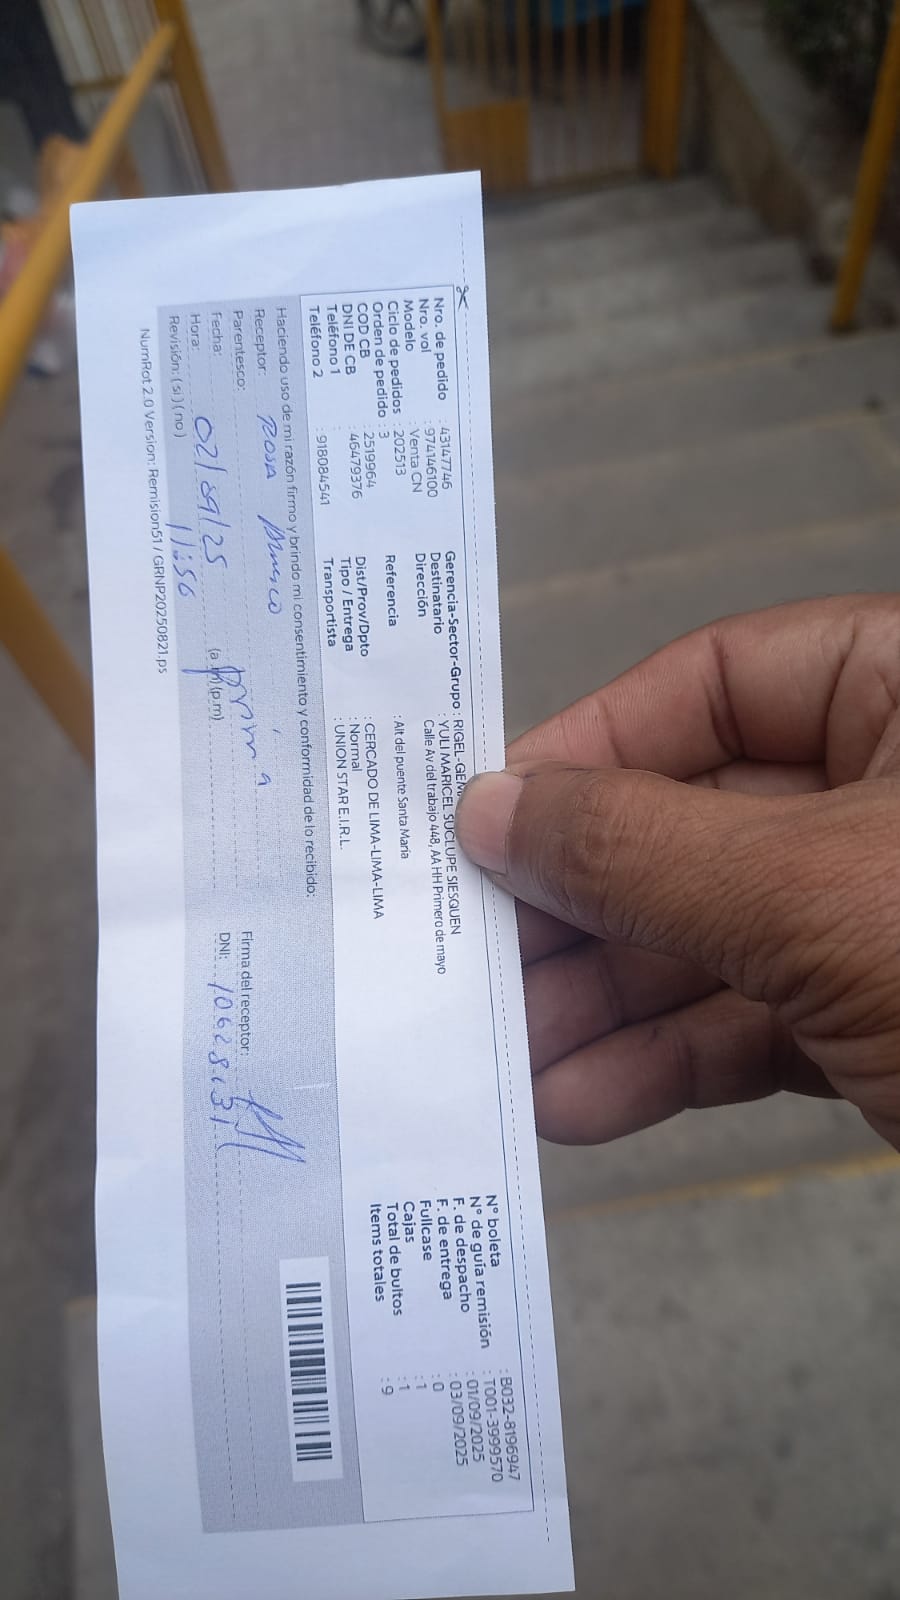 Nro. de pedido : 43147746
Nro. vol : 974146100
Modelo : Venta CN
Ciclo de pedidos : 202513
Orden de pedido : 3
COD CB : 2519964
DNI DE CB : 46479376
Teléfono 1 :
Teléfono 2 : 918084541
Gerencia-Sector-Grupo : RIGEL-GEM
Destinatario : YULI MARICEL SUCLUPE SIESQUEN
Dirección : Calle Av del trabajo 448, AA HH Primero de mayo
Referencia : Alt del puente Santa Maria
Dist/Prov/Dpto : CERCADO DE LIMA-LIMA-LIMA
Tipo / Entrega : Normal
Transportista : UNION STAR E.I.R.L.
N° boleta : B032-8196947
N° de guía remisión : T001-3999570
F. de despacho : 01/09/2025
F. de entrega : 03/09/2025
Fullcase : 0
Cajas : 1
Total de bultos : 1
Items totales : 9
Haciendo uso de mi razón firmo y brindo mi consentimiento y conformidad de lo recibido:
Receptor: Rosa
Parentesco: prima
Fecha: 02/09/25
Hora: 11:50 (a.m) (p.m)
Revisión: (si) (no)
Firma del receptor:
DNI:
NumRot 2.0 Version: Remision51 / GRNP20250821.ps